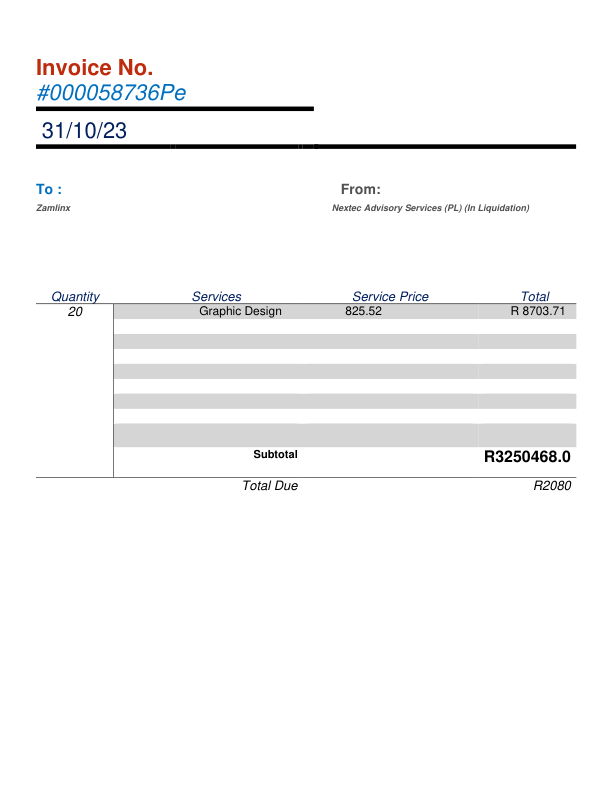 Invoice No.
#000058736Pe
31/10/23
To : From:
Zamlinx Nextec Advisory Services (PL) (In Liquidation)
Quantity Services Service Price Total
20 Graphic Design 825.52 R 8703.71
Subtotal R3250468.0
Total Due R2080